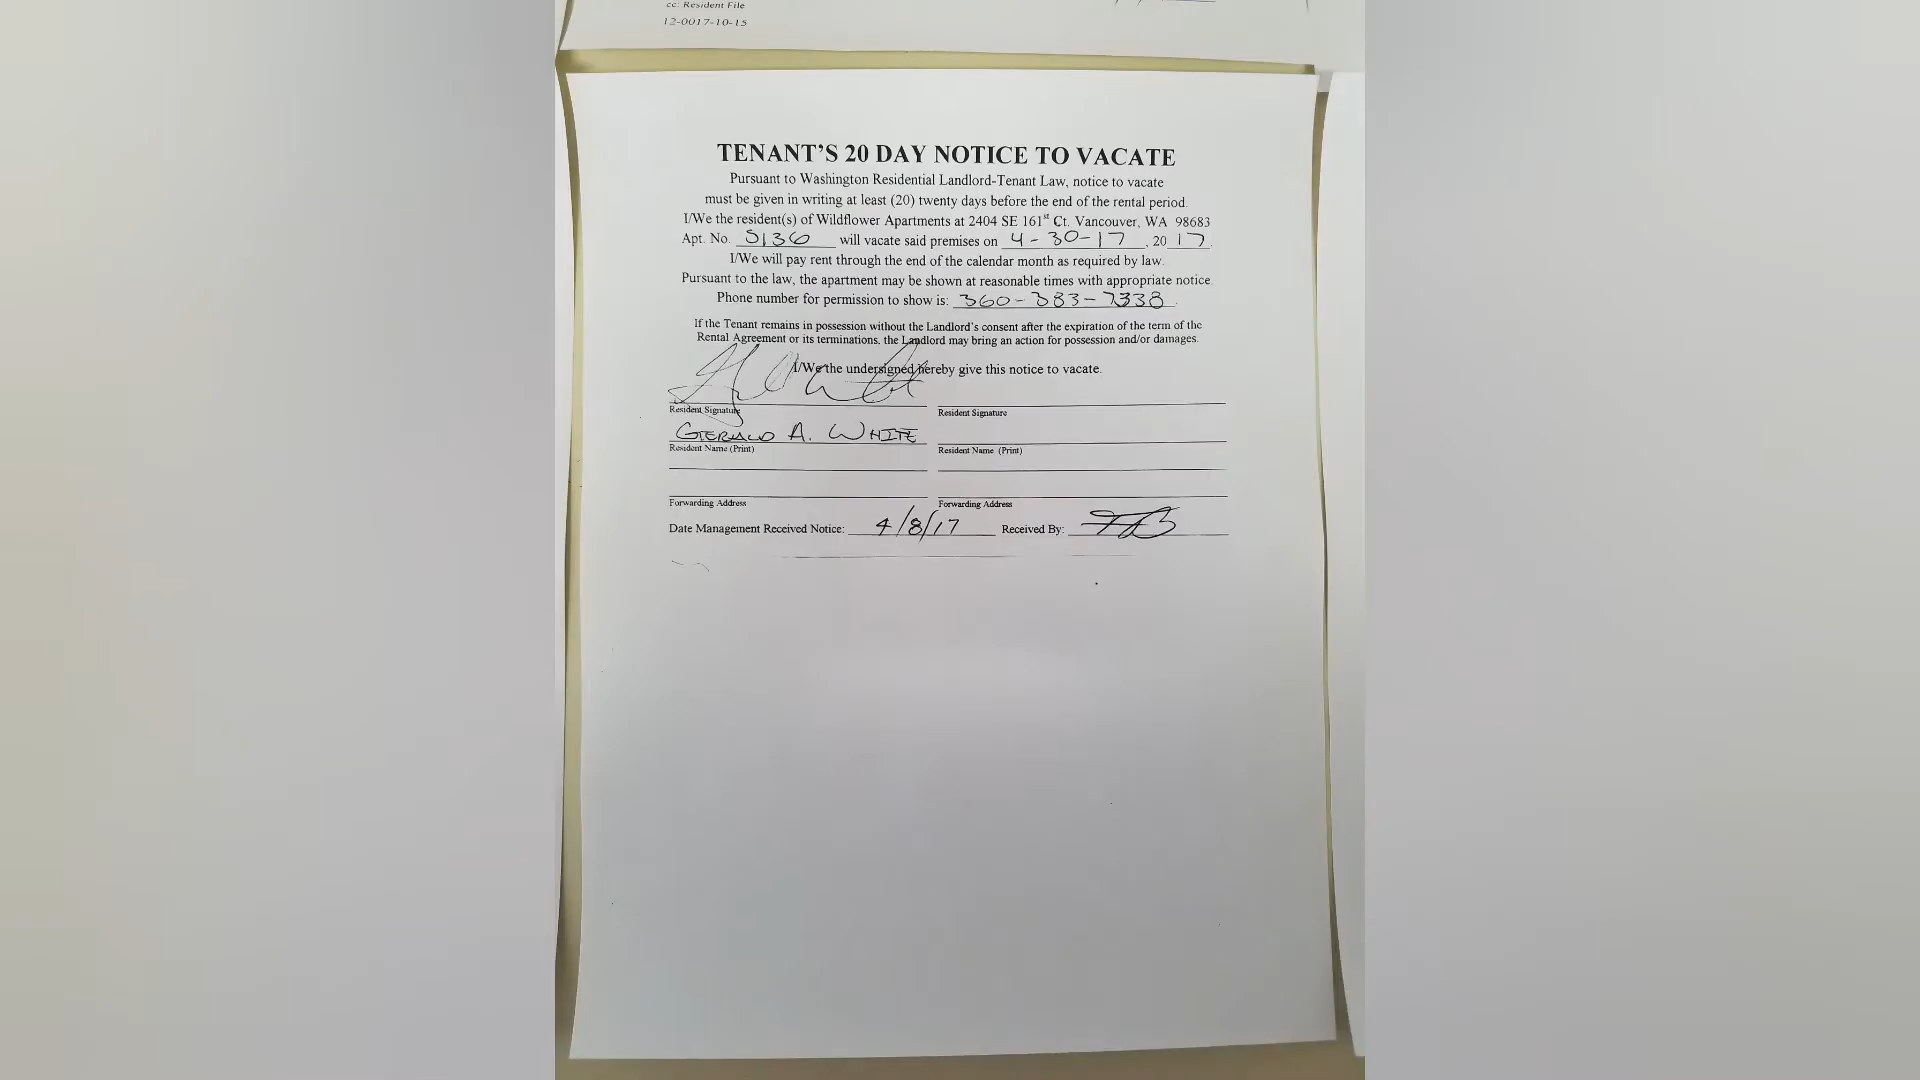 cc: Resident File
12-0017-10-15
TENANT'S 20 DAY NOTICE TO VACATE
Pursuant to Washington Residential Landlord-Tenant Law, notice to vacate
must be given in writing at least (20) twenty days before the end of the rental period.
I/We the resident(s) of Wildflower Apartments at 2404 SE 161st Ct. Vancouver, WA 98683
Apt. No. S136 will vacate said premises on 4-30-17, 2017.
I/We will pay rent through the end of the calendar month as required by law.
Pursuant to the law, the apartment may be shown at reasonable times with appropriate notice
Phone number for permission to show is: 360-383-7338.
If the Tenant remains in possession without the Landlord's consent after the expiration of the term of the
Rental Agreement or its terminations, the Landlord may bring an action for possession and/or damages.
I/We the undersigned hereby give this notice to vacate.
Resident Signature Resident Signature
GERALD A. WHITE
Resident Name (Print) Resident Name (Print)
Forwarding Address Forwarding Address
Date Management Received Notice: 4/8/17 Received By: